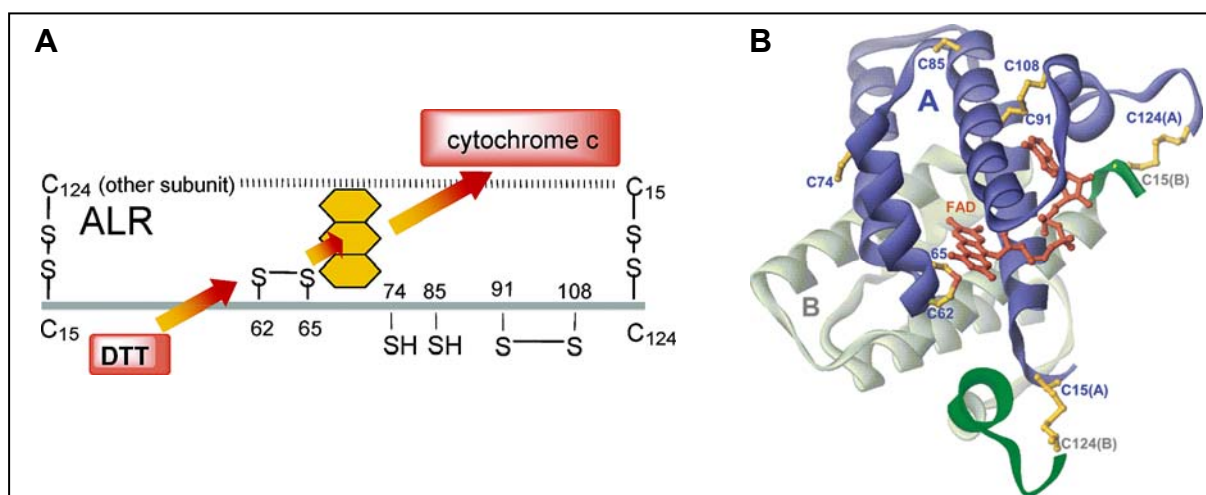 A
cytochrome c
C124 (other subunit)
C15
ALR
S
S
S
S
S S
74 85 91 108
C15
62 65
SH SH S S
C124
DTT
B
C85
C108
A
C91
C124(A)
C74
C15(B)
FAD
65
B
C62
C15(A)
C124(B)